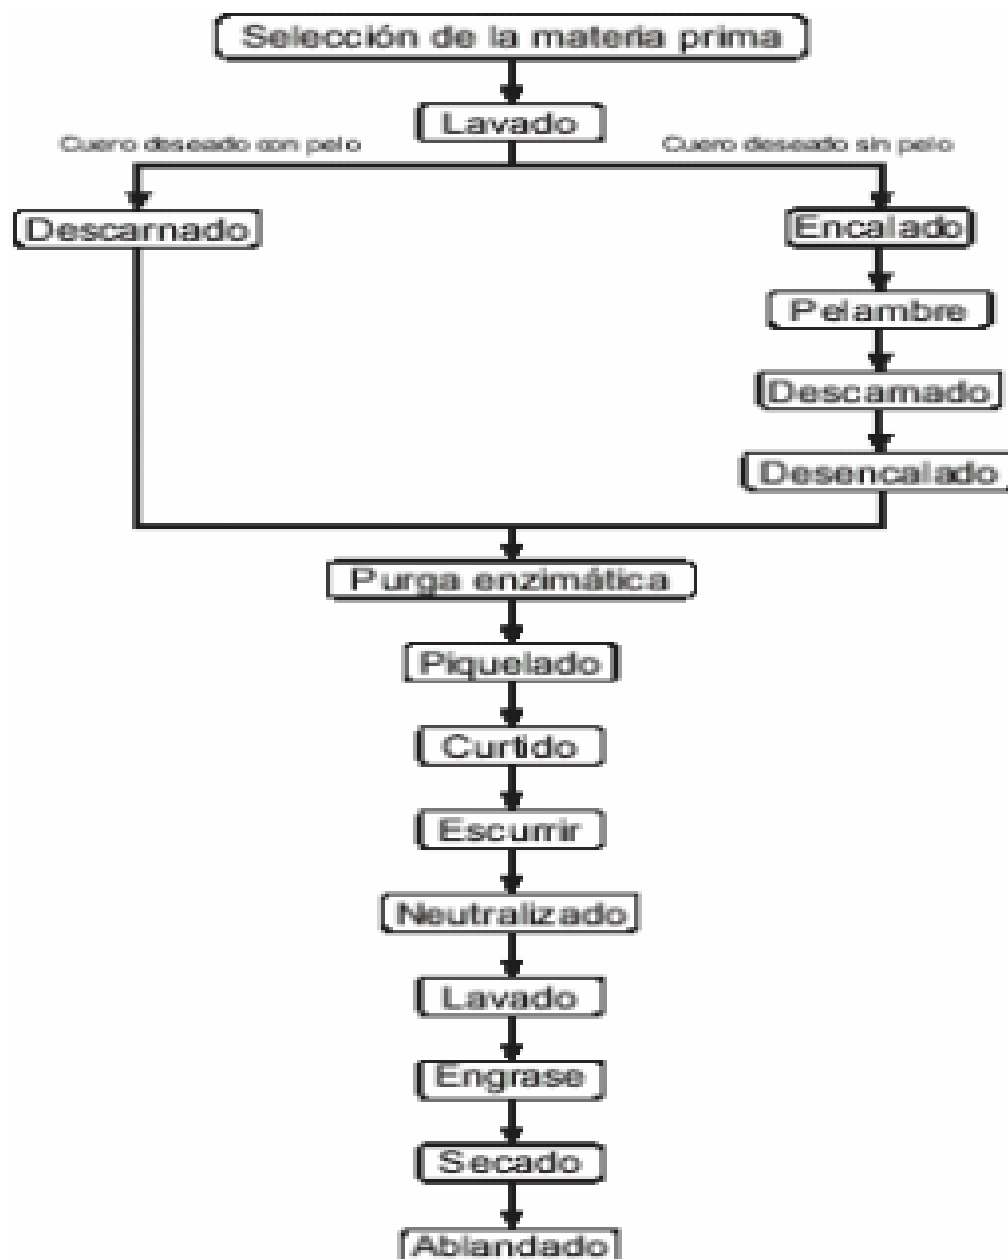 Selección de la materia prima
Lavado
Cuero deseado con pelo
Cuero deseado sin pelo
Descarnado
Encalado
Pelambre
Descarnado
Desencalado
Purga enzimática
Piquelado
Curtido
Escurrir
Neutralizado
Lavado
Engrase
Secado
Ablandado